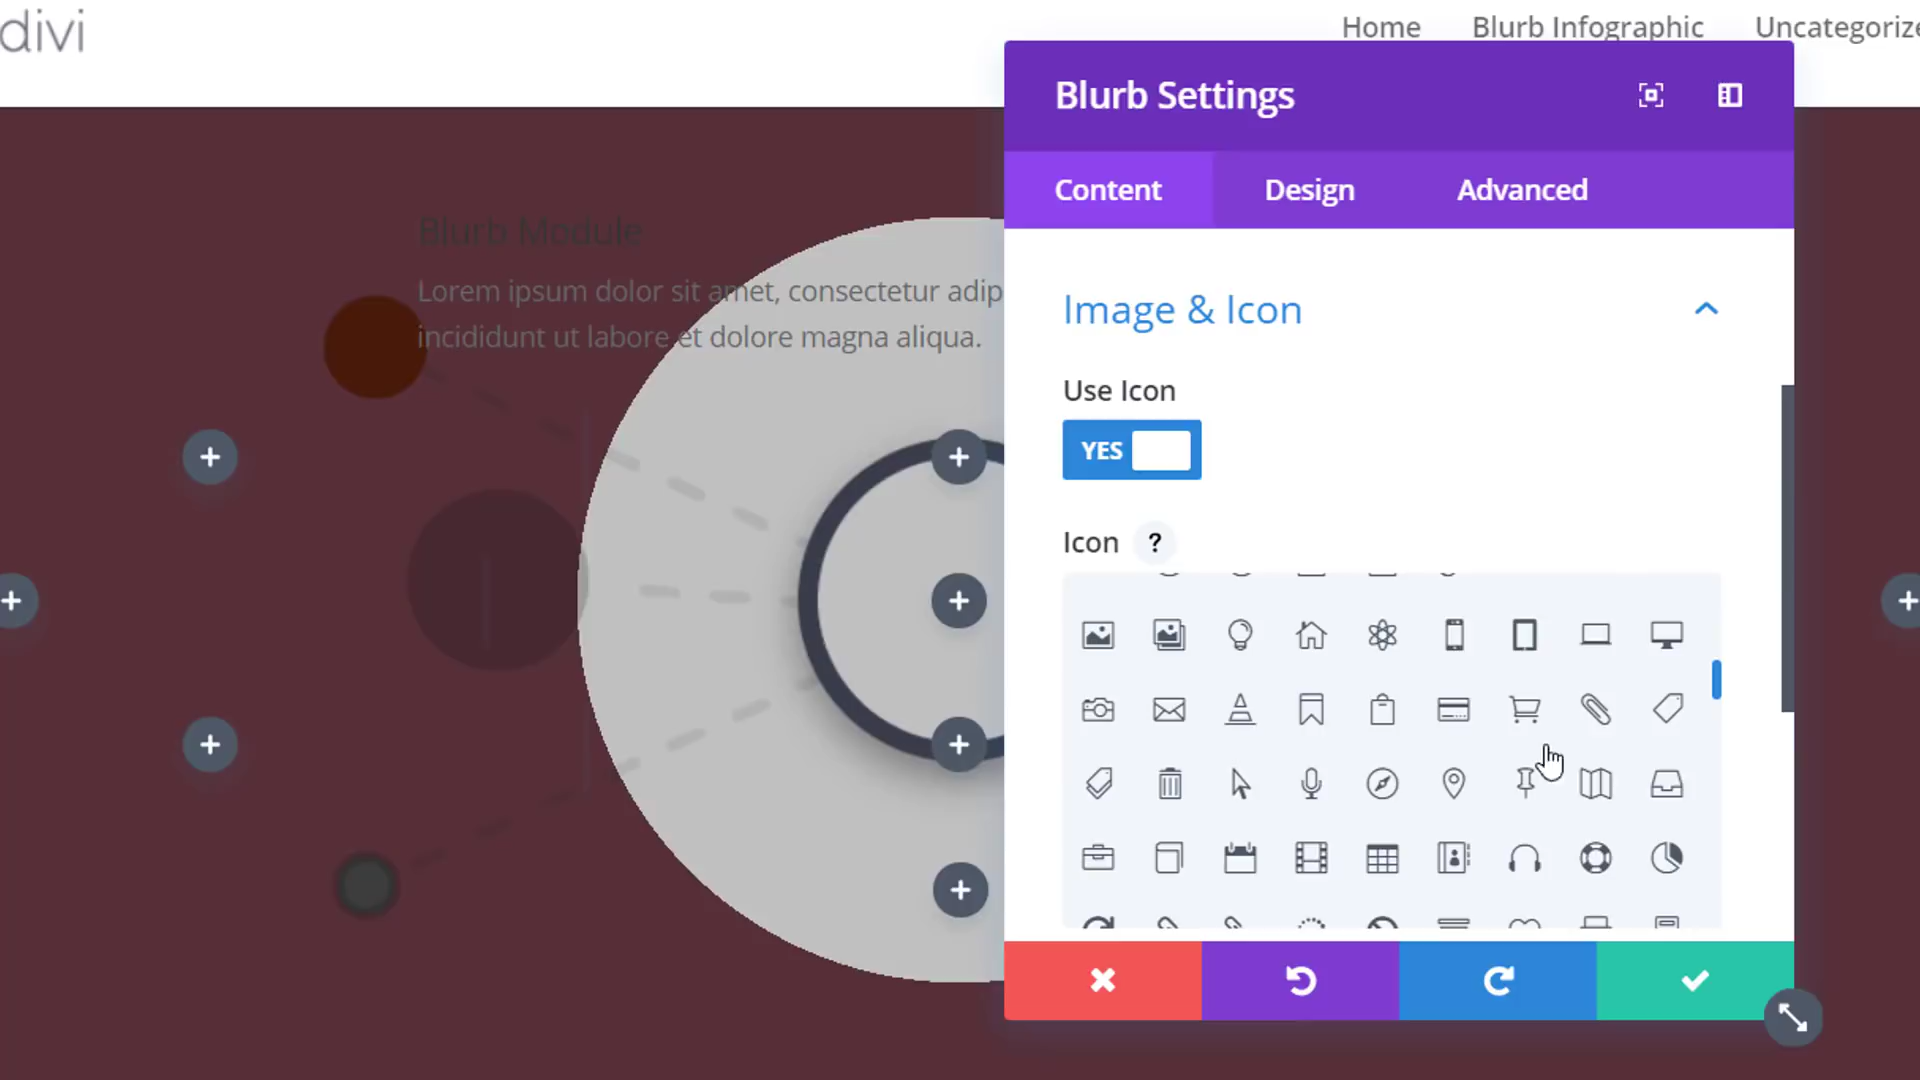 divi
Home Blurb Infographic Uncategorize
Blurb Settings
Content Design Advanced
Blurb Module
Lorem ipsum dolor sit amet, consectetur adip
incididunt ut labore et dolore magna aliqua.
Image & Icon
Use Icon
YES
Icon ?